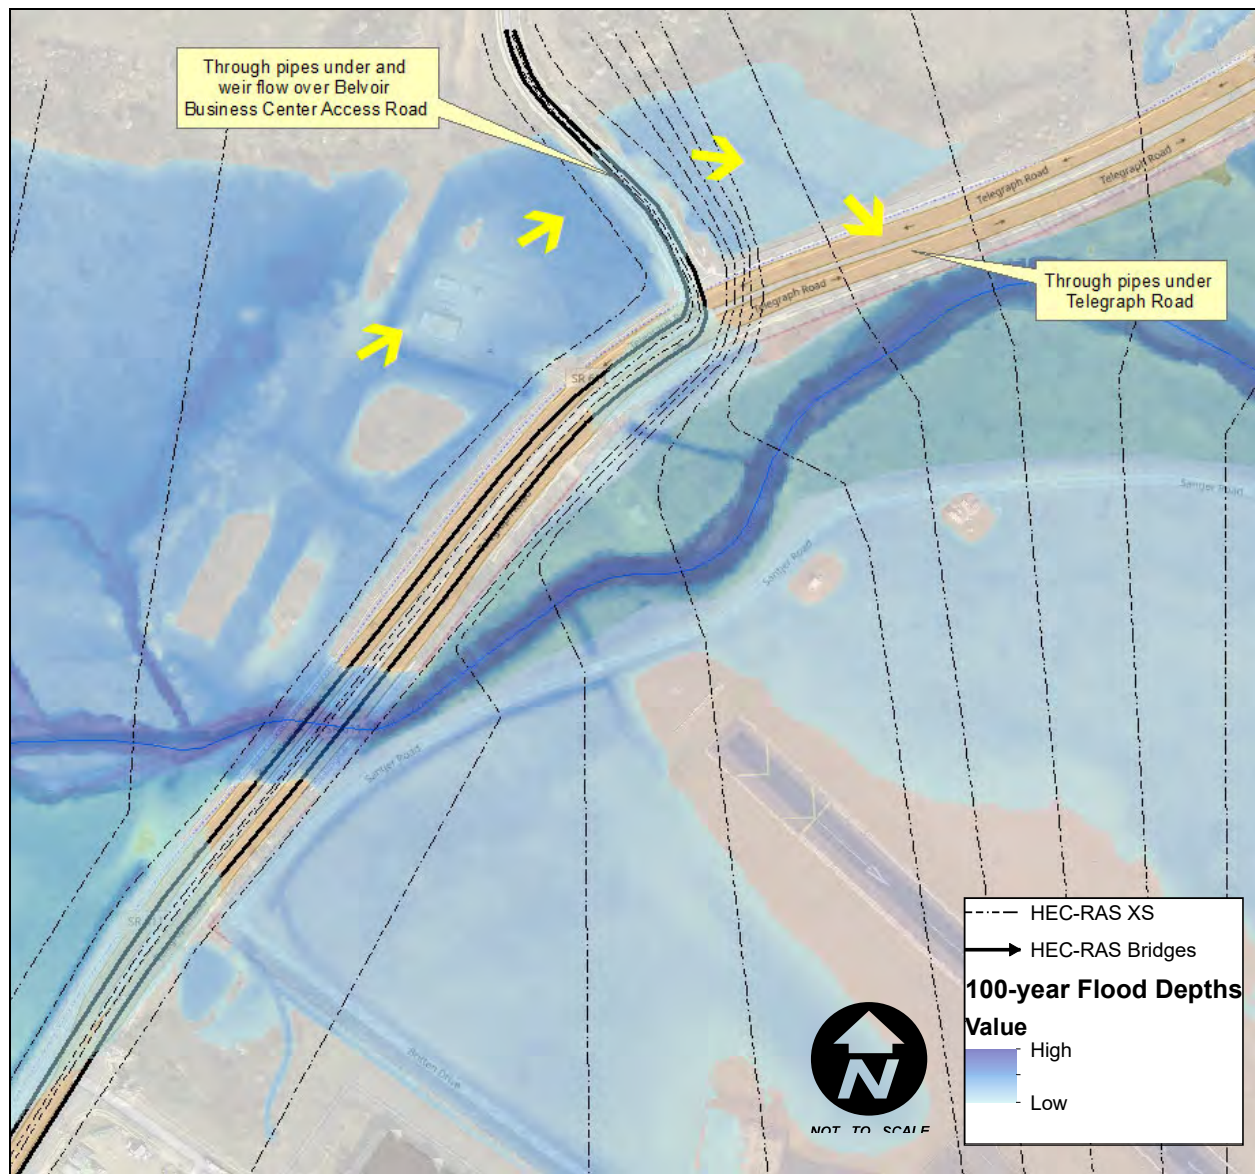 Through pipes under and
weir flow over Belvoir
Business Center Access Road
Telegraph Road
Telegraph Road
Telegraph Road
Through pipes under
Telegraph Road
Sanger Road
Sanger Road
Sanger Road
Britten Drive
HEC-RAS XS
HEC-RAS Bridges
100-year Flood Depths
Value
High
Low
N
NOT TO SCALE